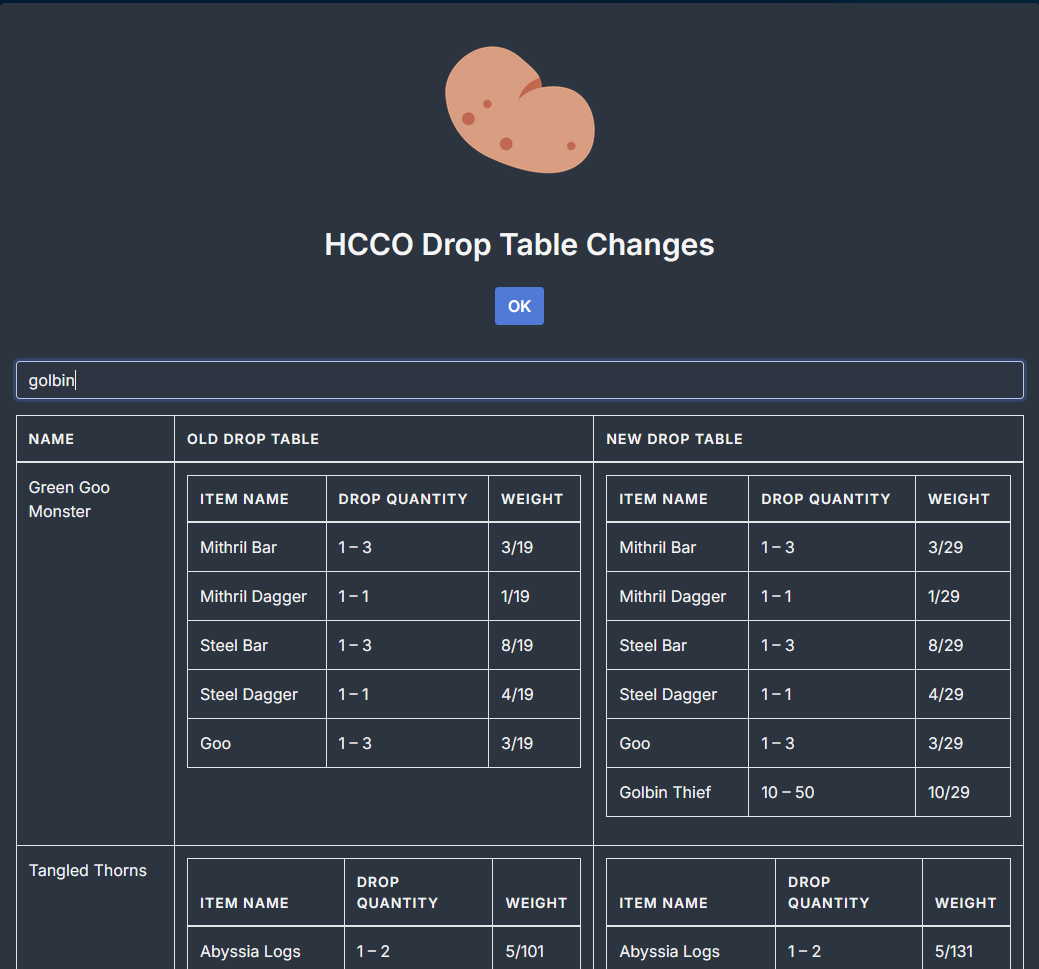 HCCO Drop Table Changes
OK
golbin
NAME OLD DROP TABLE NEW DROP TABLE
Green Goo
Monster
ITEM NAME DROP QUANTITY WEIGHT
Mithril Bar 1 – 3 3/19
Mithril Dagger 1 – 1 1/19
Steel Bar 1 – 3 8/19
Steel Dagger 1 – 1 4/19
Goo 1 – 3 3/19
ITEM NAME DROP QUANTITY WEIGHT
Mithril Bar 1 – 3 3/29
Mithril Dagger 1 – 1 1/29
Steel Bar 1 – 3 8/29
Steel Dagger 1 – 1 4/29
Goo 1 – 3 3/29
Golbin Thief 10 – 50 10/29
Tangled Thorns
ITEM NAME DROP QUANTITY WEIGHT
Abyssia Logs 1 – 2 5/101
ITEM NAME DROP QUANTITY WEIGHT
Abyssia Logs 1 – 2 5/131